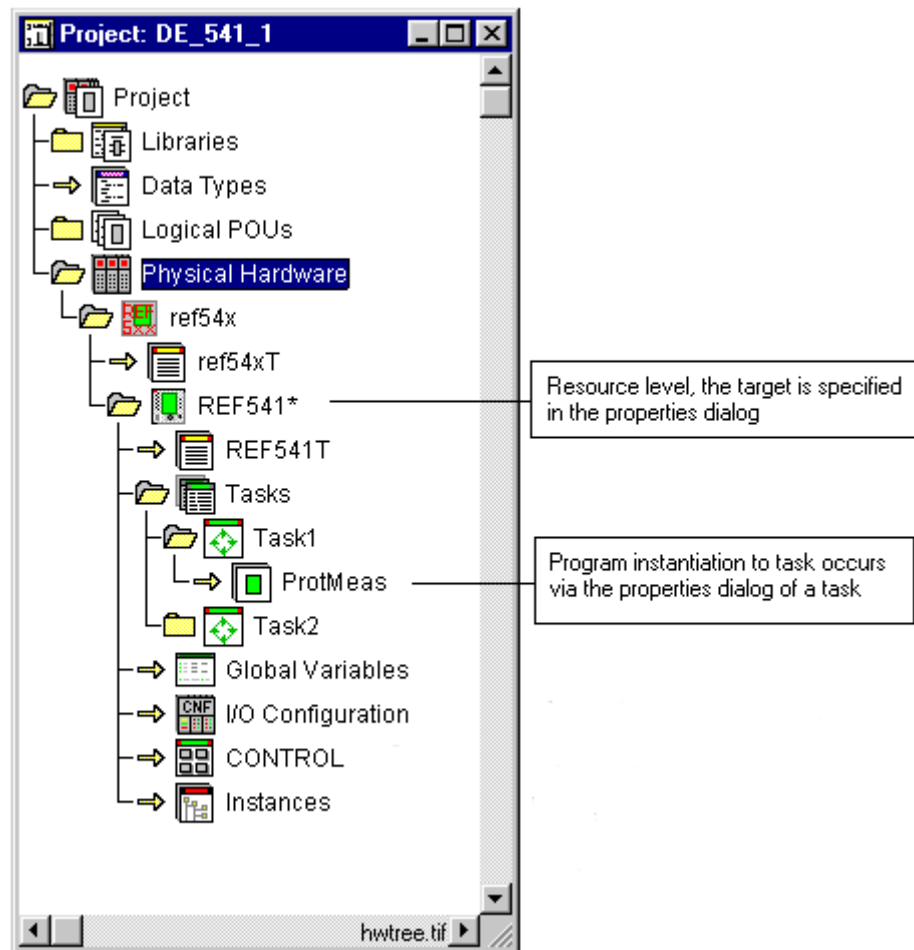 Project: DE_541_1
Project
Libraries
Data Types
Logical POUs
Physical Hardware
REF
5XX
ref54x
ref54xT
REF541*
Resource level, the target is specified
in the properties dialog
REF541T
Tasks
Task1
ProtMeas
Program instantiation to task occurs
via the properties dialog of a task
Task2
Global Variables
CNF
I/O Configuration
CONTROL
Instances
hwtree.tif